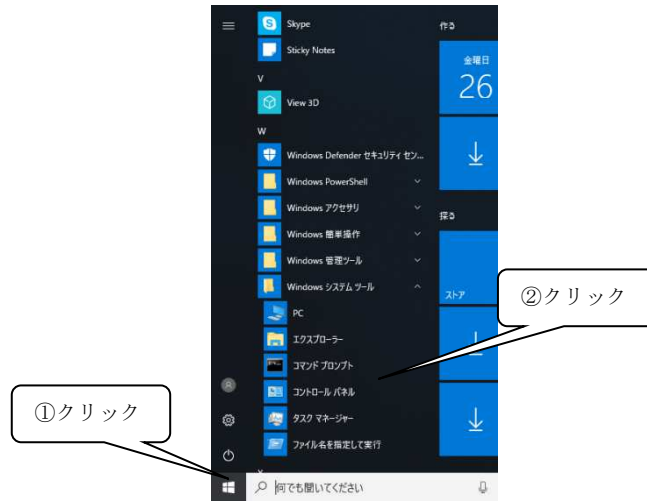 Skype
Sticky Notes
V
View 3D
W
Windows Defender セキュリティ セン...
Windows PowerShell
Windows アクセサリ
Windows 簡単操作
Windows 管理ツール
Windows システム ツール
PC
エクスプローラー
コマンド プロンプト
コントロール パネル
タスク マネージャー
ファイル名を指定して実行
何でも聞いてください
作る
金曜日
26
探る
ストア
①クリック
②クリック